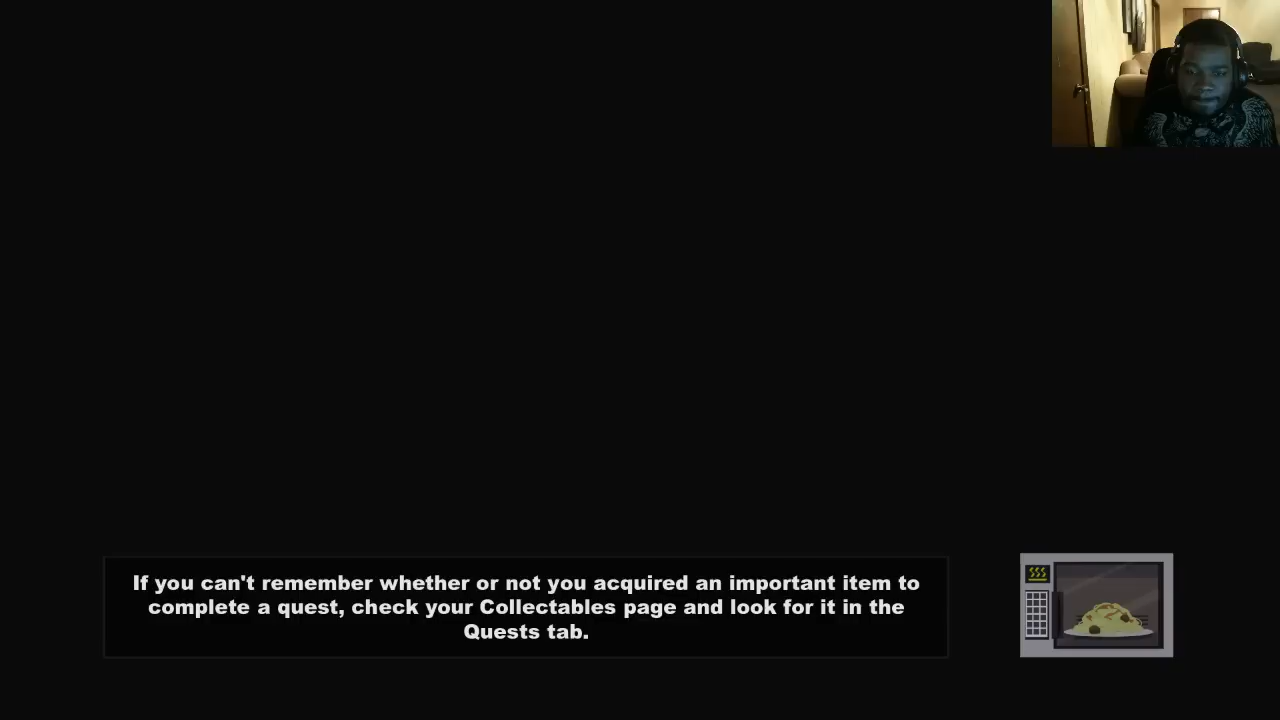 If you can't remember whether or not you acquired an important item to
complete a quest, check your Collectables page and look for it in the
Quests tab.